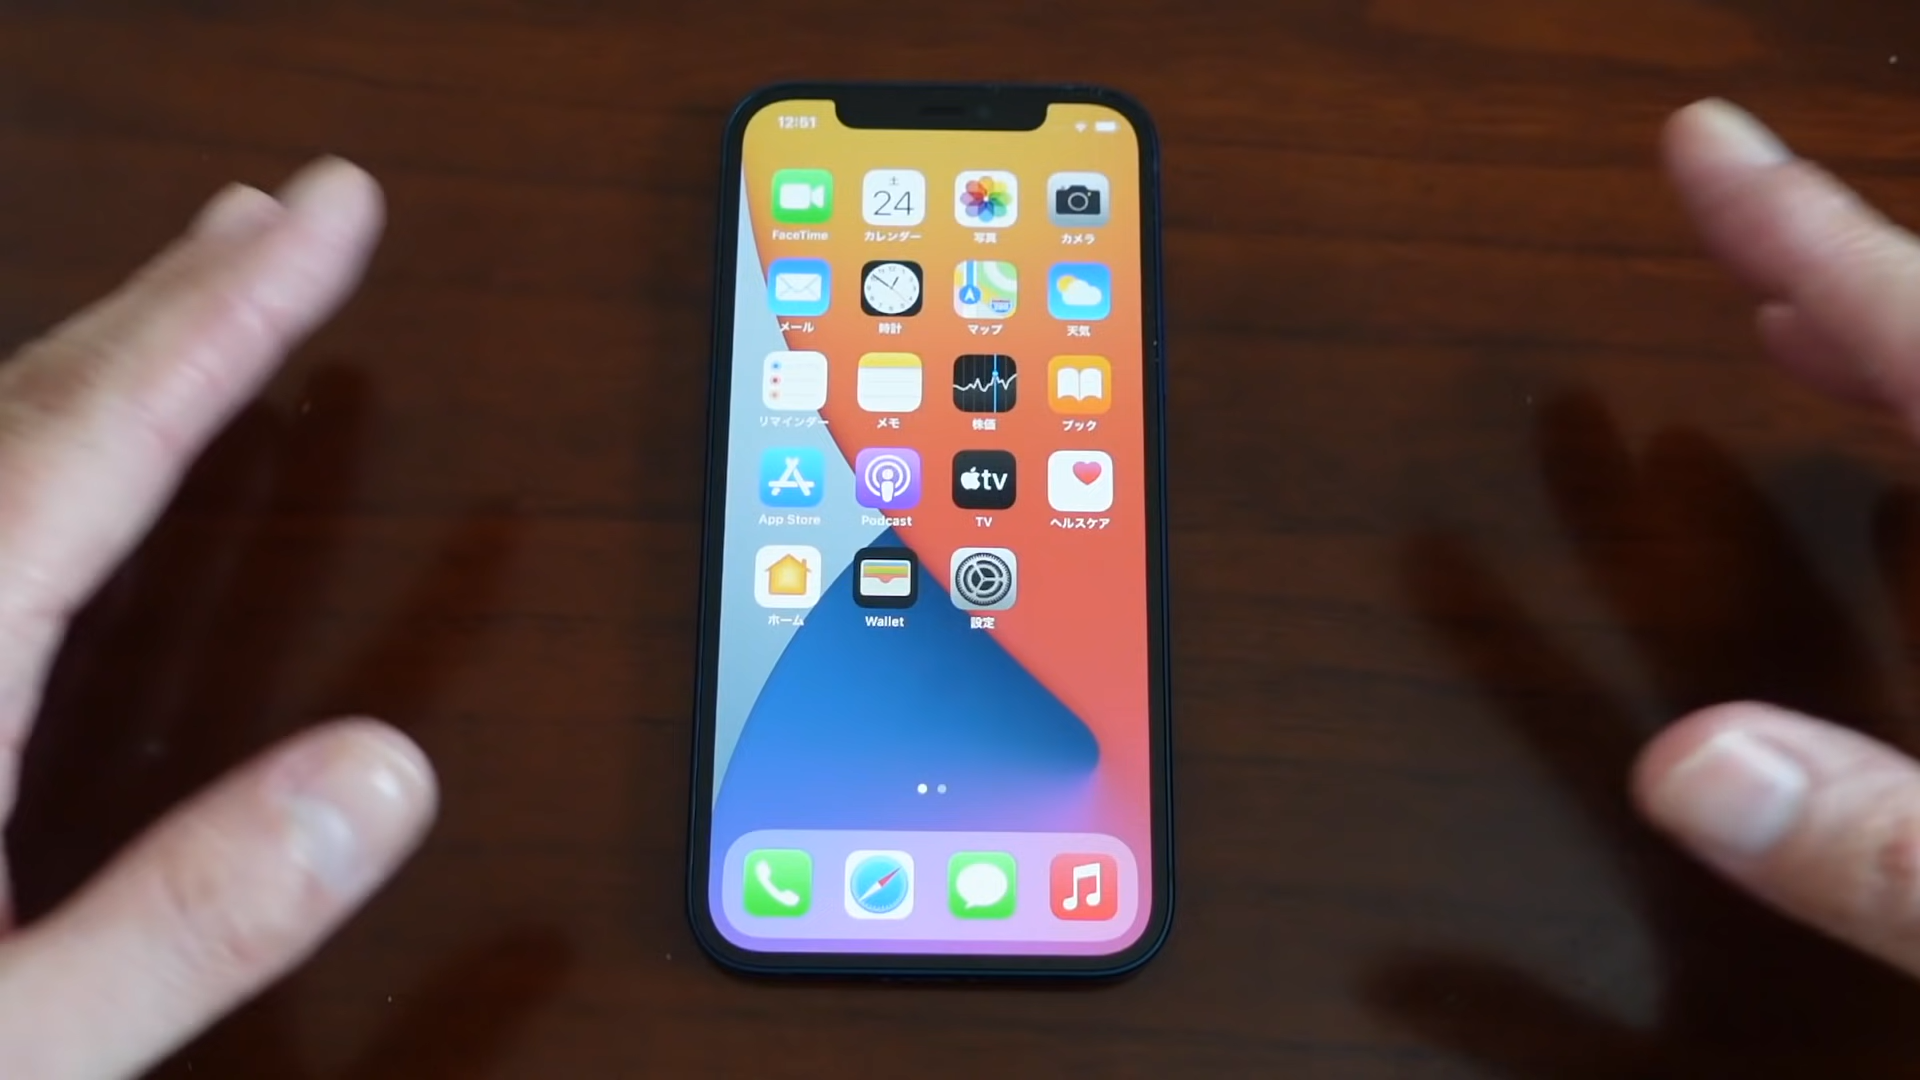 12:51
土
24
FaceTime
カレンダー
写真
カメラ
メール
時計
マップ
天気
リマインダー
メモ
株価
ブック
tv
App Store
Podcast
TV
ヘルスケア
ホーム
Wallet
設定